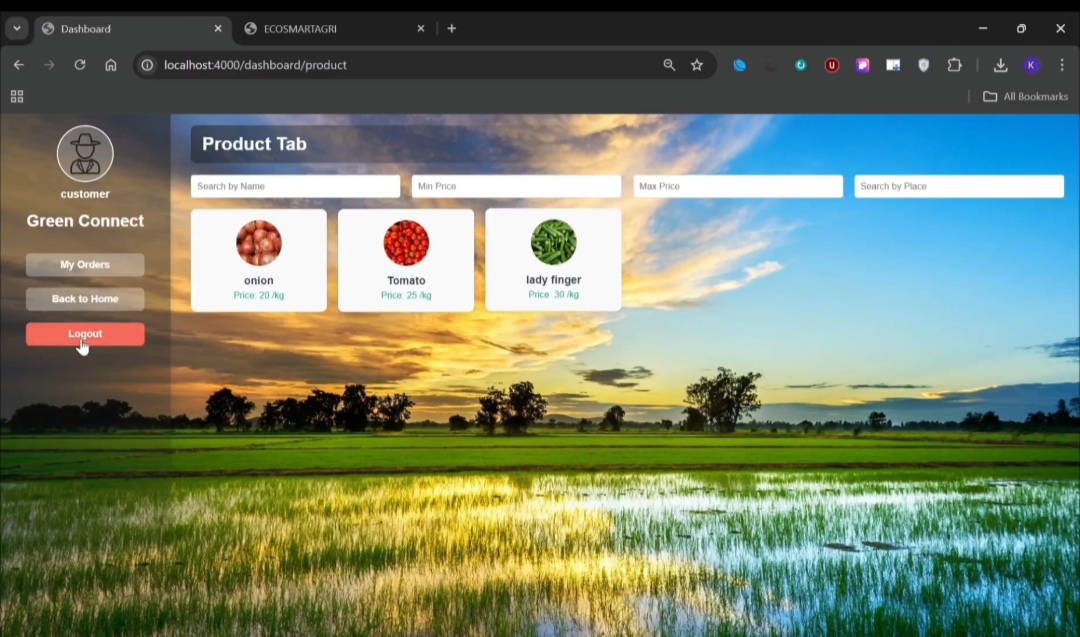 Dashboard
ECOSMARTAGRI
localhost:4000/dashboard/product
K
All Bookmarks
customer
Green Connect
My Orders
Back to Home
Logout
Product Tab
Search by Name
Min Price
Max Price
Search by Place
onion
Price: 20 /kg
Tomato
Price: 25 /kg
lady finger
Price: 30 /kg